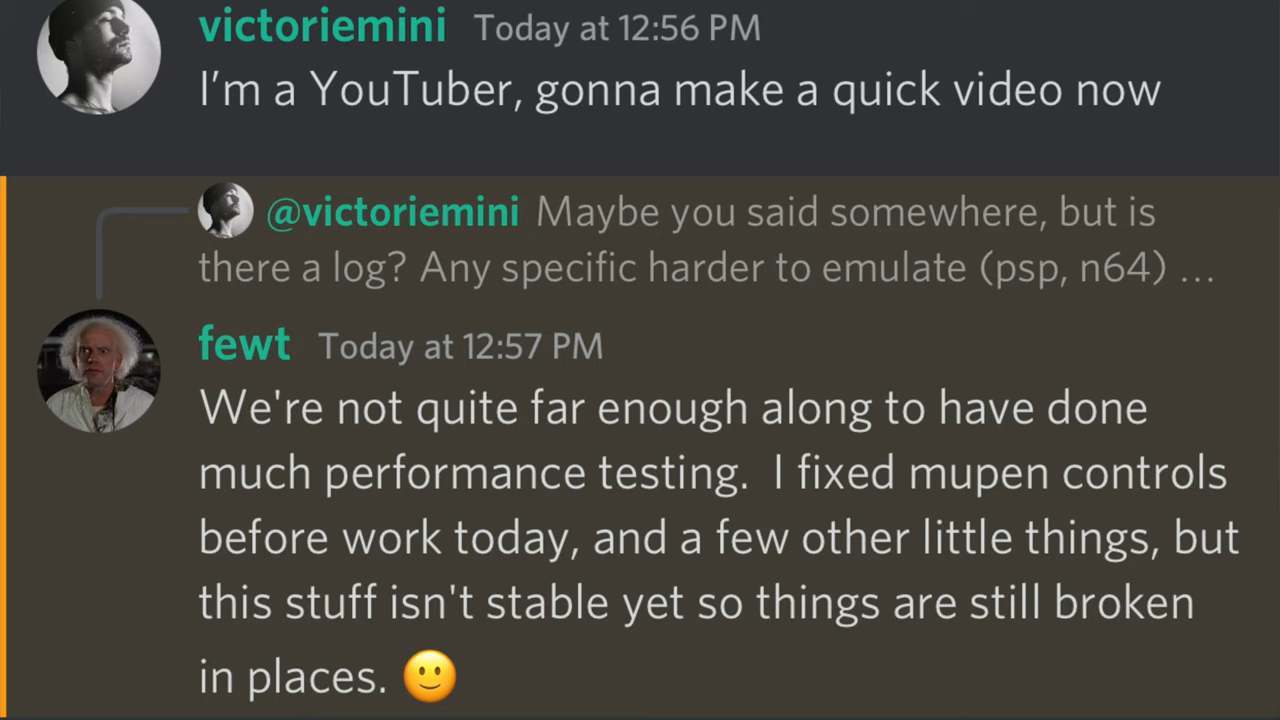 victoriemini Today at 12:56 PM
I’m a YouTuber, gonna make a quick video now
@victoriemini Maybe you said somewhere, but is
there a log? Any specific harder to emulate (psp, n64) ...
fewt Today at 12:57 PM
We're not quite far enough along to have done
much performance testing.  I fixed mupen controls
before work today, and a few other little things, but
this stuff isn't stable yet so things are still broken
in places. 🙂